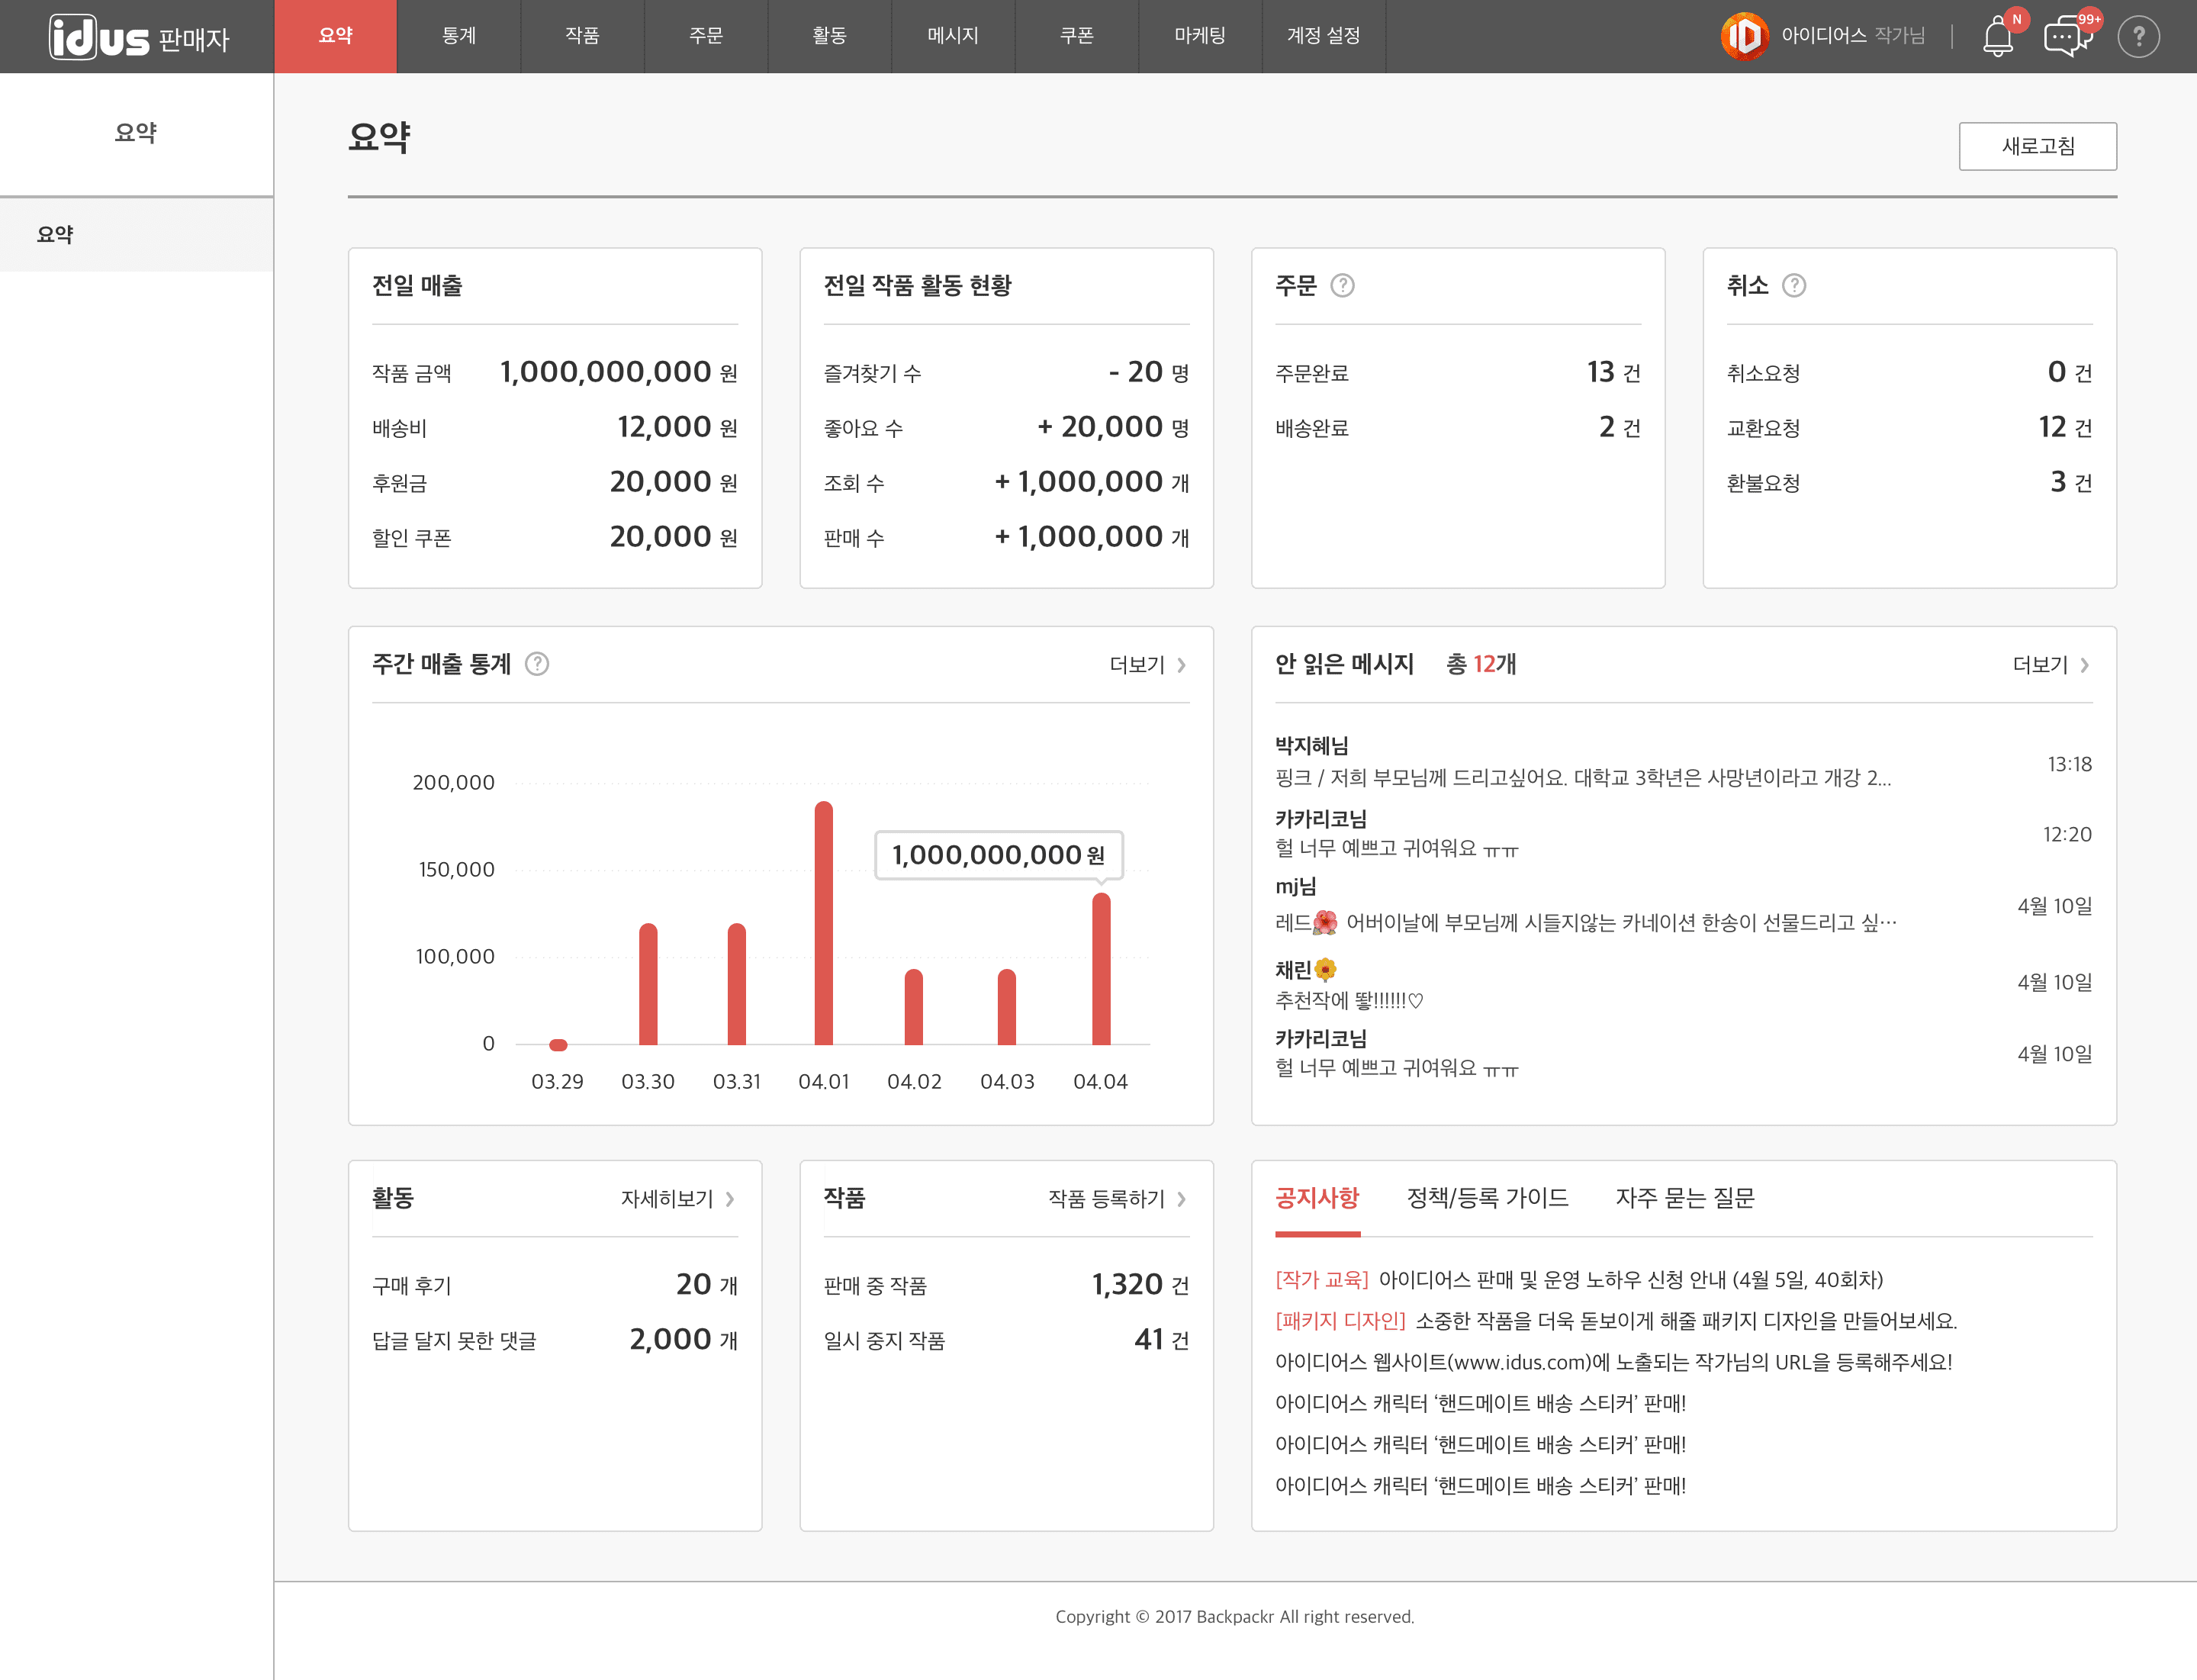 idus 판매자
요약
통계
작품
주문
활동
메시지
쿠폰
마케팅
계정 설정
아이디어스 작가님
N
99+
?
요약
요약
요약
새로고침
전일 매출
작품 금액 1,000,000,000 원
배송비 12,000 원
후원금 20,000 원
할인 쿠폰 20,000 원
전일 작품 활동 현황
즐겨찾기 수 - 20 명
좋아요 수 + 20,000 명
조회 수 + 1,000,000 개
판매 수 + 1,000,000 개
주문 ?
주문완료 13 건
배송완료 2 건
취소 ?
취소요청 0 건
교환요청 12 건
환불요청 3 건
주간 매출 통계 ?
더보기
200,000
150,000
100,000
0
1,000,000,000 원
03.29 03.30 03.31 04.01 04.02 04.03 04.04
안 읽은 메시지 총 12개
더보기
박지혜님
핑크 / 저희 부모님께 드리고싶어요. 대학교 3학년은 사망년이라고 개강 2...
13:18
카카리코님
헐 너무 예쁘고 귀여워요 ㅠㅠ
12:20
mj님
레드🌺 어버이날에 부모님께 시들지않는 카네이션 한송이 선물드리고 싶…
4월 10일
채린🌼
추천작에 뙇!!!!!!♡
4월 10일
카카리코님
헐 너무 예쁘고 귀여워요 ㅠㅠ
4월 10일
활동
자세히보기
구매 후기 20 개
답글 달지 못한 댓글 2,000 개
작품
작품 등록하기
판매 중 작품 1,320 건
일시 중지 작품 41 건
공지사항 정책/등록 가이드 자주 묻는 질문
[작가 교육] 아이디어스 판매 및 운영 노하우 신청 안내 (4월 5일, 40회차)
[패키지 디자인] 소중한 작품을 더욱 돋보이게 해줄 패키지 디자인을 만들어보세요.
아이디어스 웹사이트(www.idus.com)에 노출되는 작가님의 URL을 등록해주세요!
아이디어스 캐릭터 ‘핸드메이트 배송 스티커’ 판매!
아이디어스 캐릭터 ‘핸드메이트 배송 스티커’ 판매!
아이디어스 캐릭터 ‘핸드메이트 배송 스티커’ 판매!
Copyright © 2017 Backpackr All right reserved.